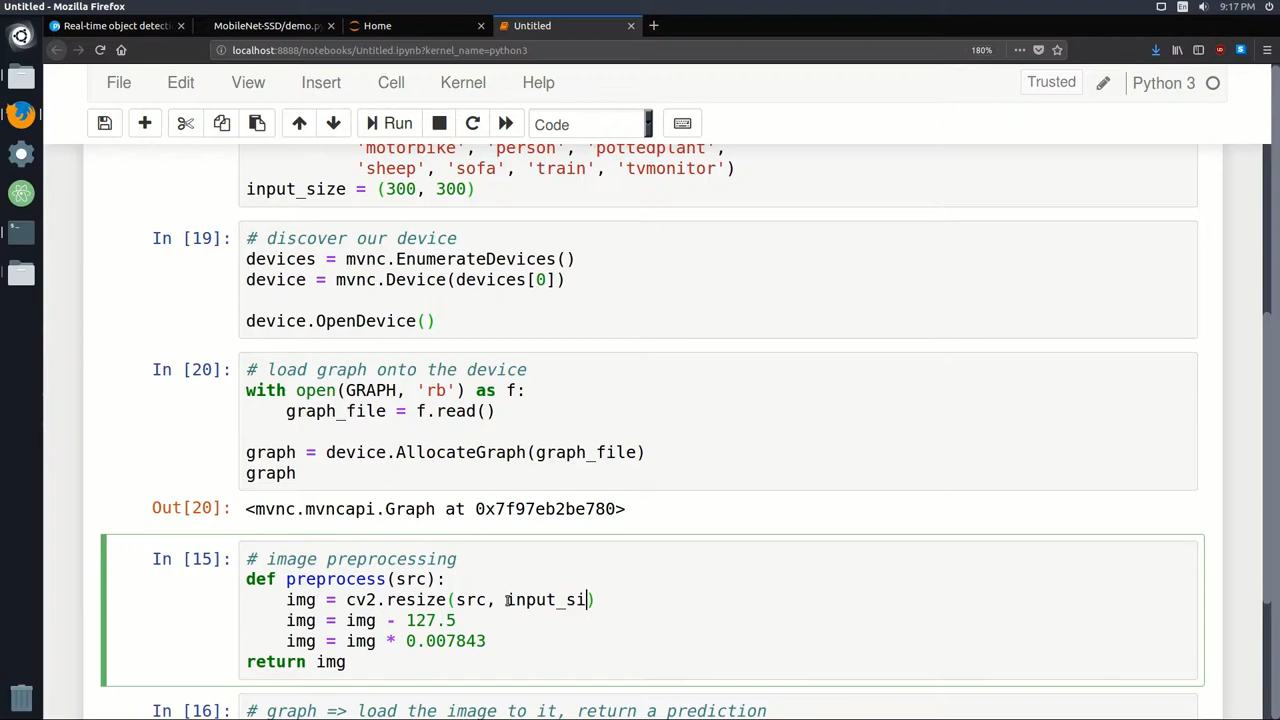 Untitled - Mozilla Firefox
En
9:17 PM
Real-time object detecti
MobileNet-SSD/demo.py
Home
Untitled
localhost:8888/notebooks/Untitled.ipynb?kernel_name=python3
180%
File Edit View Insert Cell Kernel Help
Trusted
Python 3
Run
Code
'motorbike', 'person', 'pottedplant',
'sheep', 'sofa', 'train', 'tvmonitor')
input_size = (300, 300)
In [19]:
# discover our device
devices = mvnc.EnumerateDevices()
device = mvnc.Device(devices[0])
device.OpenDevice()
In [20]:
# load graph onto the device
with open(GRAPH, 'rb') as f:
graph_file = f.read()
graph = device.AllocateGraph(graph_file)
graph
Out[20]:
<mvnc.mvncapi.Graph at 0x7f97eb2be780>
In [15]:
# image preprocessing
def preprocess(src):
img = cv2.resize(src, input_si)
img = img - 127.5
img = img * 0.007843
return img
In [16]:
# graph => load the image to it, return a prediction